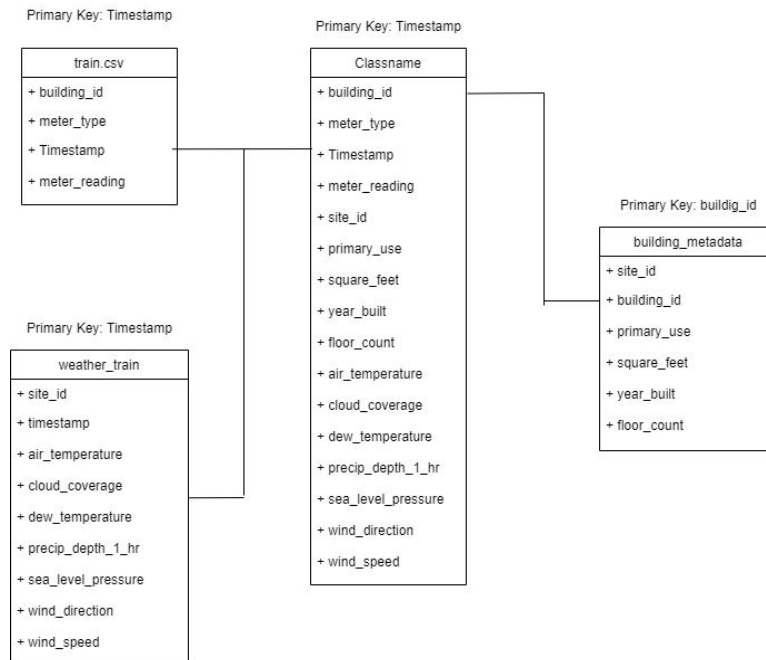 Primary Key: Timestamp
train.csv
+ building_id
+ meter_type
+ Timestamp
+ meter_reading
Primary Key: Timestamp
Classname
+ building_id
+ meter_type
+ Timestamp
+ meter_reading
+ site_id
+ primary_use
+ square_feet
+ year_built
+ floor_count
+ air_temperature
+ cloud_coverage
+ dew_temperature
+ precip_depth_1_hr
+ sea_level_pressure
+ wind_direction
+ wind_speed
Primary Key: buildig_id
building_metadata
+ site_id
+ building_id
+ primary_use
+ square_feet
+ year_built
+ floor_count
Primary Key: Timestamp
weather_train
+ site_id
+ timestamp
+ air_temperature
+ cloud_coverage
+ dew_temperature
+ precip_depth_1_hr
+ sea_level_pressure
+ wind_direction
+ wind_speed